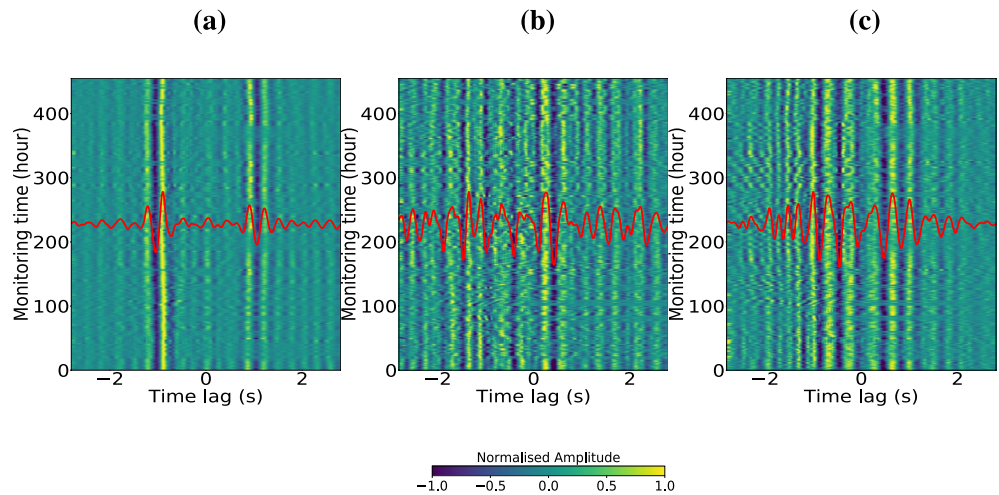 (a) (b) (c)
400 400 400
300 300 300
200 200 200
100 100 100
0 0 0
Monitoring time (hour) Monitoring time (hour) Monitoring time (hour)
−2 0 2 −2 0 2 −2 0 2
Time lag (s) Time lag (s) Time lag (s)
Normalised Amplitude
−1.0 −0.5 0.0 0.5 1.0